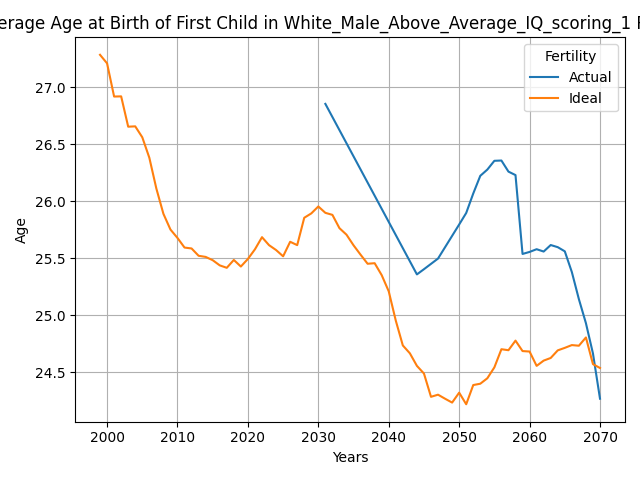 erage Age at Birth of First Child in White_Male_Above_Average_IQ_scoring_1
Fertility
Actual
Ideal
27.0
26.5
26.0
25.5
25.0
24.5
Age
2000 2010 2020 2030 2040 2050 2060 2070
Years